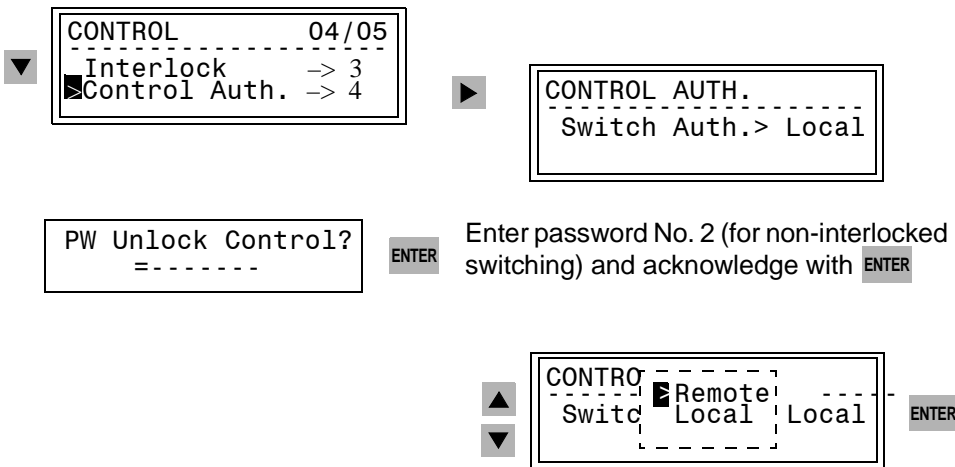 CONTROL 04/05
--------------------
Interlock –> 3
>Control Auth. –> 4
CONTROL AUTH.
--------------------
Switch Auth.> Local
PW Unlock Control?
=-------
ENTER
Enter password No. 2 (for non-interlocked
switching) and acknowledge with ENTER
CONTRO
>Remote
Switc Local Local
ENTER